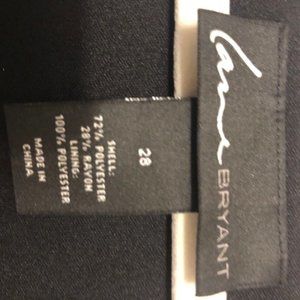 Lane
BRYANT
28
SHELL:
72% POLYESTER
28% RAYON
LINING:
100% POLYESTER
MADE IN
CHINA